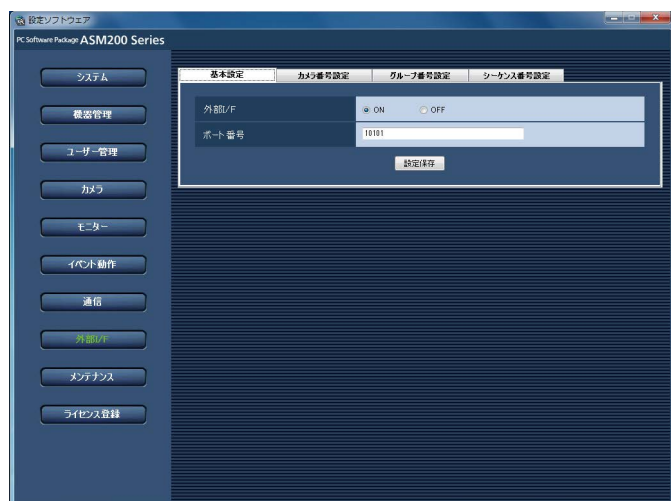 設定ソフトウェア
PC Software Package ASM200 Series
システム
機器管理
ユーザー管理
カメラ
モニター
イベント動作
通信
外部I/F
メンテナンス
ライセンス登録
基本設定 カメラ番号設定 グループ番号設定 シーケンス番号設定
外部I/F ON OFF
ポート番号 10101
設定保存